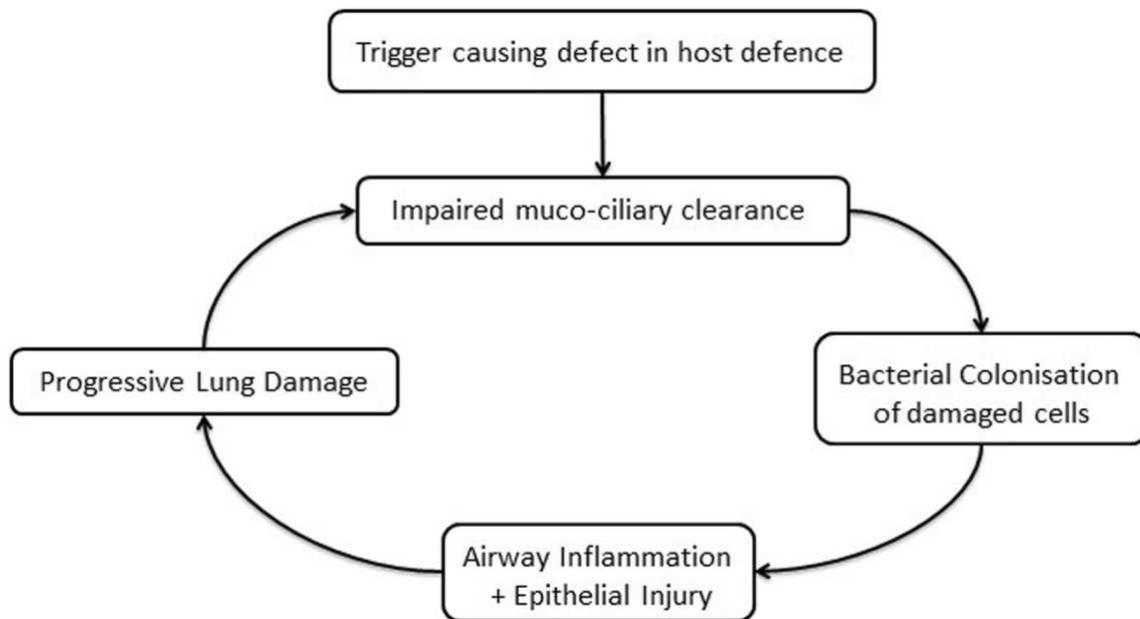 Trigger causing defect in host defence
Impaired muco-ciliary clearance
Bacterial Colonisation
of damaged cells
Airway Inflammation
+ Epithelial Injury
Progressive Lung Damage